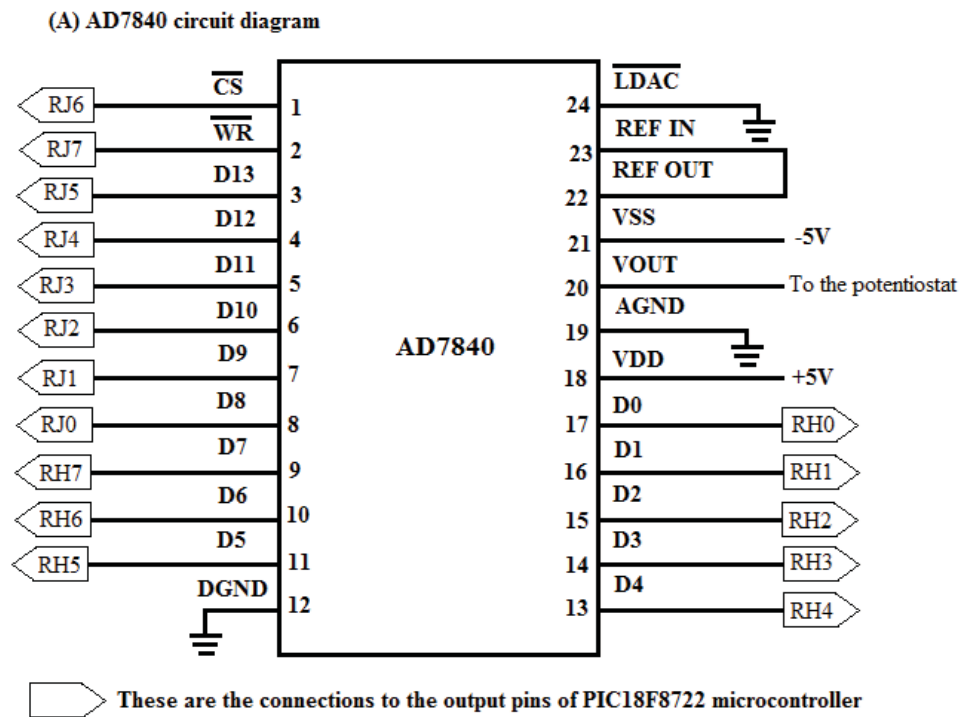 (A) AD7840 circuit diagram
CS
RJ6
1
WR
RJ7
2
D13
RJ5
3
D12
RJ4
4
D11
RJ3
5
D10
RJ2
6
D9
RJ1
7
D8
RJ0
8
D7
RH7
9
D6
RH6
10
D5
RH5
11
DGND
12
AD7840
LDAC
24
REF IN
23
REF OUT
22
VSS
21
-5V
VOUT
20
To the potentiostat
AGND
19
VDD
18
+5V
D0
17
RH0
D1
16
RH1
D2
15
RH2
D3
14
RH3
D4
13
RH4
These are the connections to the output pins of PIC18F8722 microcontroller